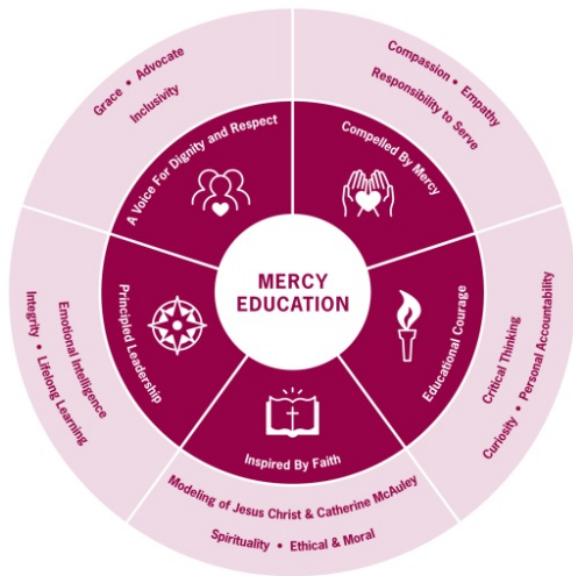 MERCY
EDUCATION
A Voice For Dignity and Respect
Grace • Advocate
Inclusivity
Compelled By Mercy
Compassion • Empathy
Responsibility to Serve
Educational Courage
Critical Thinking
Curiosity • Personal Accountability
Inspired By Faith
Modeling of Jesus Christ & Catherine McAuley
Spirituality • Ethical & Moral
Principled Leadership
Emotional Intelligence
Integrity • Lifelong Learning